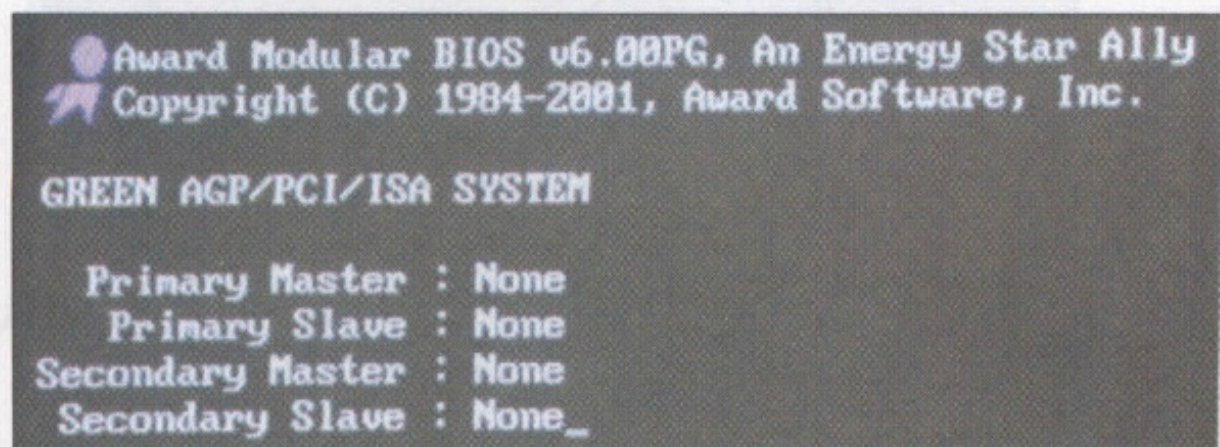 Award Modular BIOS v6.00PG, An Energy Star Ally
Copyright (C) 1984-2001, Award Software, Inc.
GREEN AGP/PCI/ISA SYSTEM
Primary Master : None
Primary Slave : None
Secondary Master : None
Secondary Slave : None_